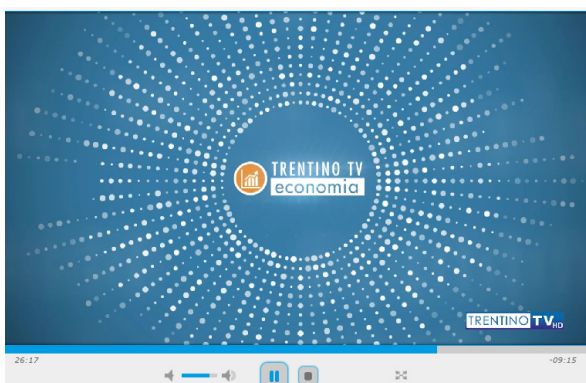 TRENTINO TV
economia
TRENTINO TV HD
26:17
-09:15